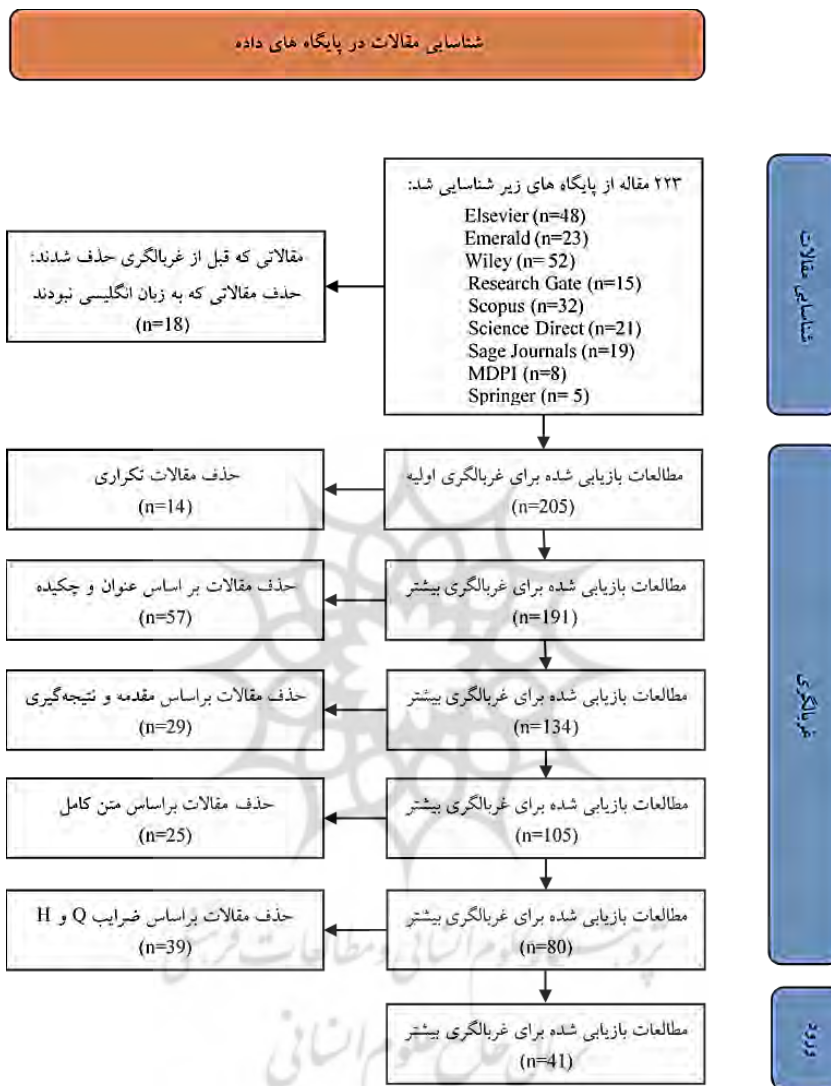 شناسایی مقالات در پایگاه های داده
شناسایی مقالات
۲۲۳ مقاله از پایگاه های زیر شناسایی شد:
Elsevier (n=48)
Emerald (n=23)
Wiley (n= 52)
Research Gate (n=15)
Scopus (n=32)
Science Direct (n=21)
Sage Journals (n=19)
MDPI (n=8)
Springer (n= 5)
مقالاتی که قبل از غربالگری حذف شدند:
حذف مقالاتی که به زبان انگلیسی نبودند
(n=18)
غربالگری
مطالعات بازیابی شده برای غربالگری اولیه
(n=205)
حذف مقالات تکراری
(n=14)
مطالعات بازیابی شده برای غربالگری بیشتر
(n=191)
حذف مقالات بر اساس عنوان و چکیده
(n=57)
مطالعات بازیابی شده برای غربالگری بیشتر
(n=134)
حذف مقالات براساس مقدمه و نتیجه‌گیری
(n=29)
مطالعات بازیابی شده برای غربالگری بیشتر
(n=105)
حذف مقالات براساس متن کامل
(n=25)
مطالعات بازیابی شده برای غربالگری بیشتر
(n=80)
حذف مقالات براساس ضرایب Q و H
(n=39)
ورود
مطالعات بازیابی شده برای غربالگری بیشتر
(n=41)
علوم انسانی و مطالعات
علوم انسانی